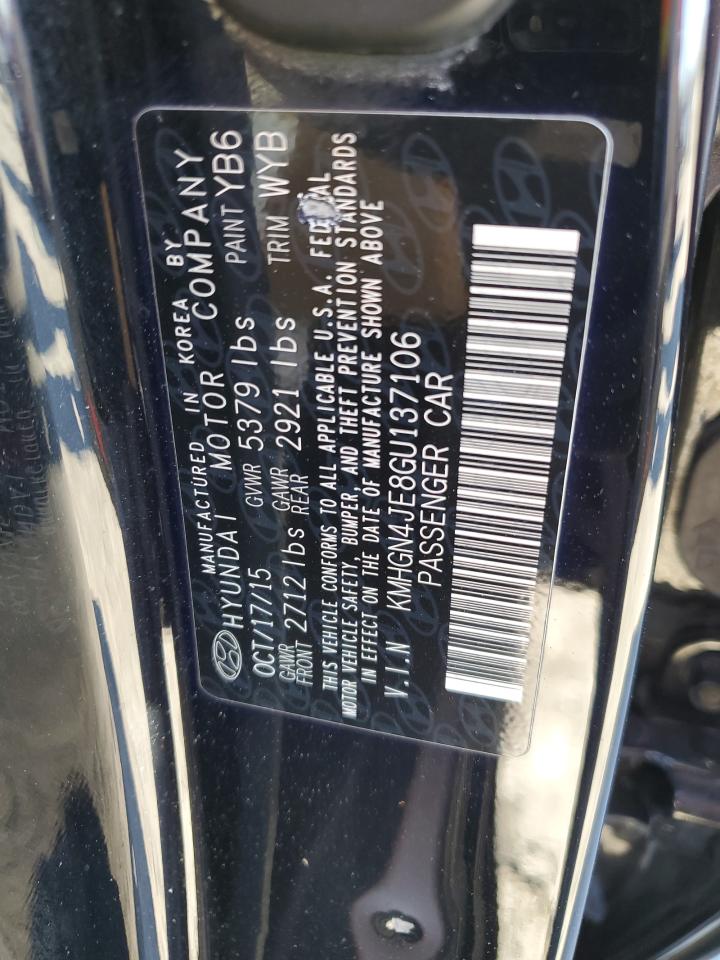 MANUFACTURED IN KOREA BY
HYUNDAI MOTOR COMPANY
OCT/17/15 GVWR 5379 lbs PAINT YB6
GAWR FRONT 2712 lbs GAWR REAR 2921 lbs TRIM WYB
THIS VEHICLE CONFORMS TO ALL APPLICABLE U.S.A.
MOTOR VEHICLE SAFETY, BUMPER, AND THEFT PREVENTION STANDARDS
IN EFFECT ON THE DATE OF MANUFACTURE SHOWN ABOVE
V.I.N KMHGN4JE8GU137106
PASSENGER CAR